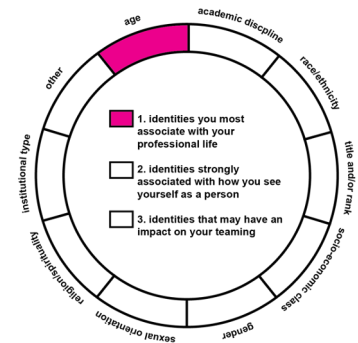 age
academic discpline
race/ethnicity
title and/or rank
socio-economic class
gender
sexual orientation
religion/spirituality
institutional type
other
1. identities you most
associate with your
professional life
2. identities strongly
associated with how you see
yourself as a person
3. identities that may have an
impact on your teaming